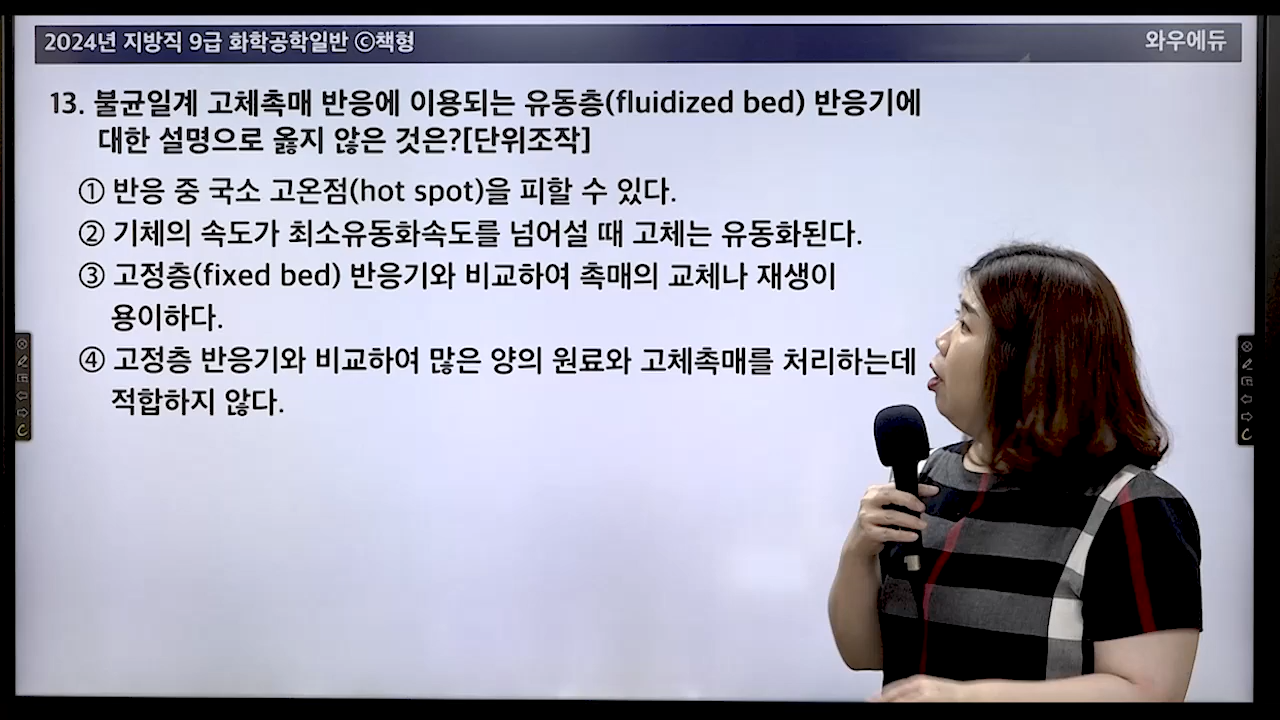 2024년 지방직 9급 화학공학일반 ⓒ책형
와우에듀
13. 불균일계 고체촉매 반응에 이용되는 유동층(fluidized bed) 반응기에
대한 설명으로 옳지 않은 것은?[단위조작]
① 반응 중 국소 고온점(hot spot)을 피할 수 있다.
② 기체의 속도가 최소유동화속도를 넘어설 때 고체는 유동화된다.
③ 고정층(fixed bed) 반응기와 비교하여 촉매의 교체나 재생이
용이하다.
④ 고정층 반응기와 비교하여 많은 양의 원료와 고체촉매를 처리하는데
적합하지 않다.